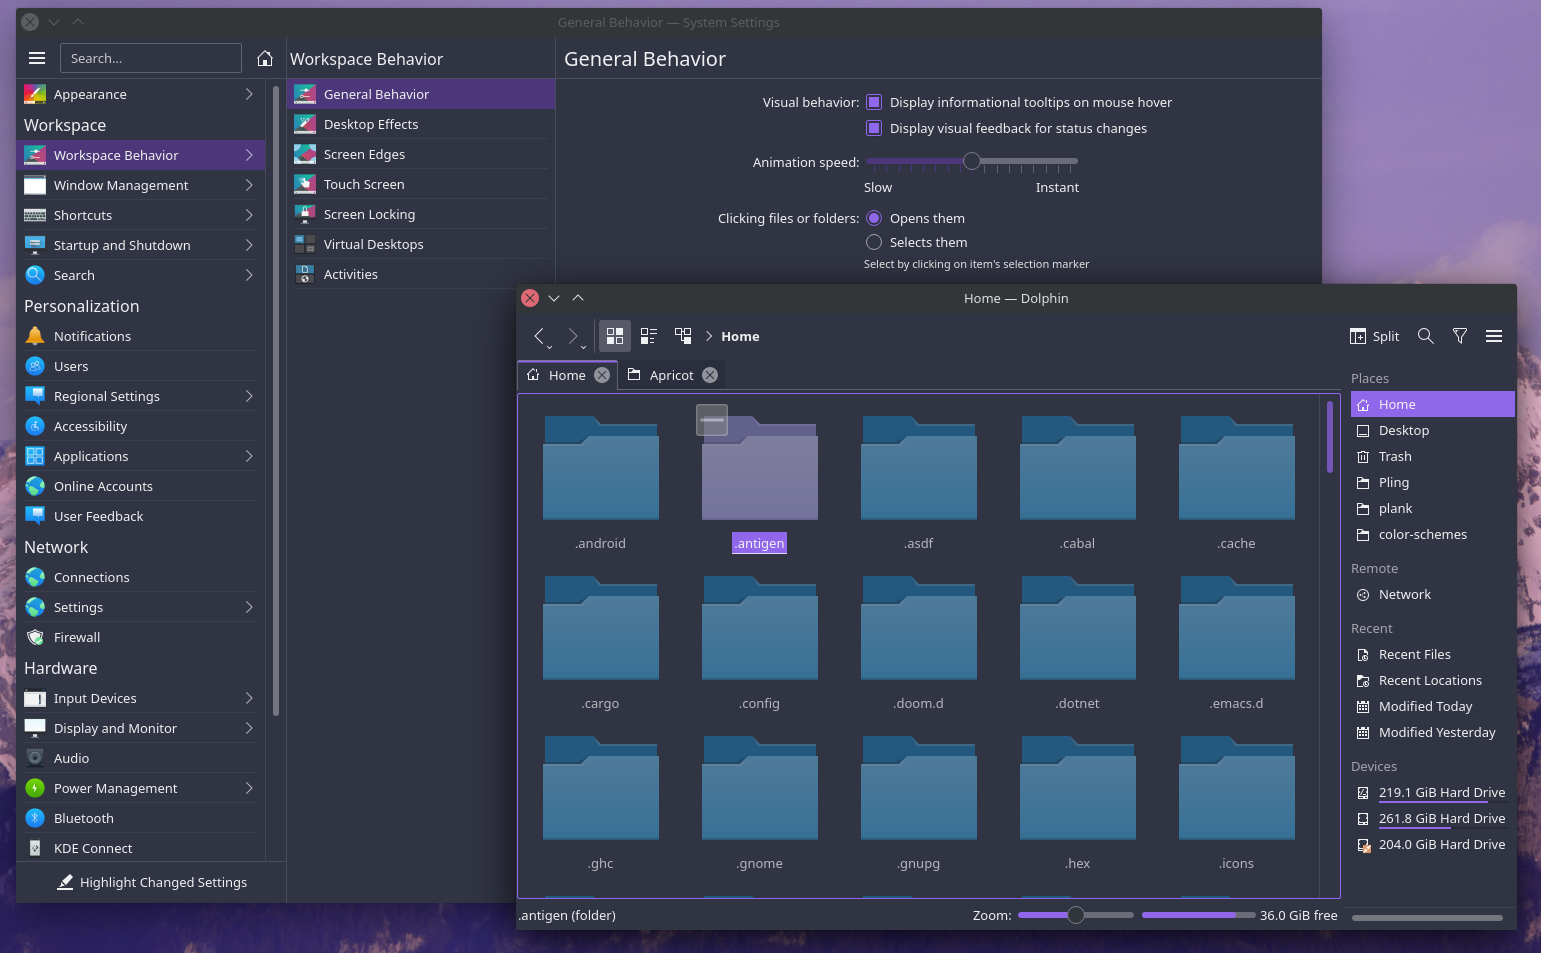 General Behavior — System Settings
Search...
Appearance
Workspace
Workspace Behavior
Window Management
Shortcuts
Startup and Shutdown
Search
Personalization
Notifications
Users
Regional Settings
Accessibility
Applications
Online Accounts
User Feedback
Network
Connections
Settings
Firewall
Hardware
Input Devices
Display and Monitor
Audio
Power Management
Bluetooth
KDE Connect
Highlight Changed Settings
Workspace Behavior
General Behavior
Desktop Effects
Screen Edges
Touch Screen
Screen Locking
Virtual Desktops
Activities
General Behavior
Visual behavior: Display informational tooltips on mouse hover
Display visual feedback for status changes
Animation speed:
Slow Instant
Clicking files or folders: Opens them
Selects them
Select by clicking on item's selection marker
Home — Dolphin
Home Split
Home Apricot
.android .antigen .asdf .cabal .cache
.cargo .config .doom.d .dotnet .emacs.d
.ghc .gnome .gnupg .hex .icons
.antigen (folder) Zoom: 36.0 GiB free
Places
Home
Desktop
Trash
Pling
plank
color-schemes
Remote
Network
Recent
Recent Files
Recent Locations
Modified Today
Modified Yesterday
Devices
219.1 GiB Hard Drive
261.8 GiB Hard Drive
204.0 GiB Hard Drive